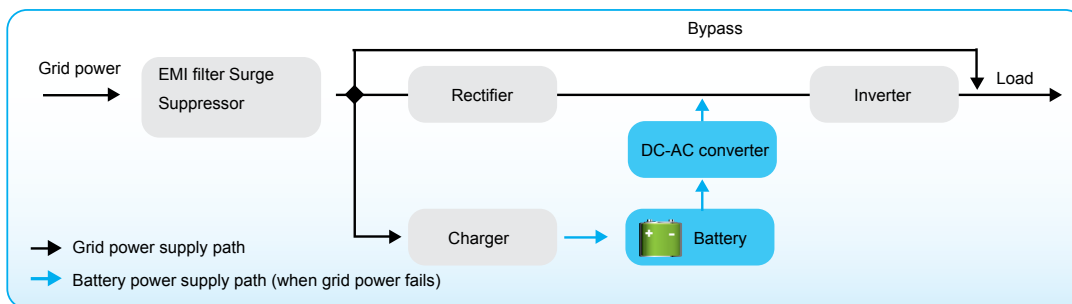 Bypass
Grid power
EMI filter Surge
Suppressor
Rectifier
Inverter
Load
DC-AC converter
Charger
+ -
Battery
Grid power supply path
Battery power supply path (when grid power fails)